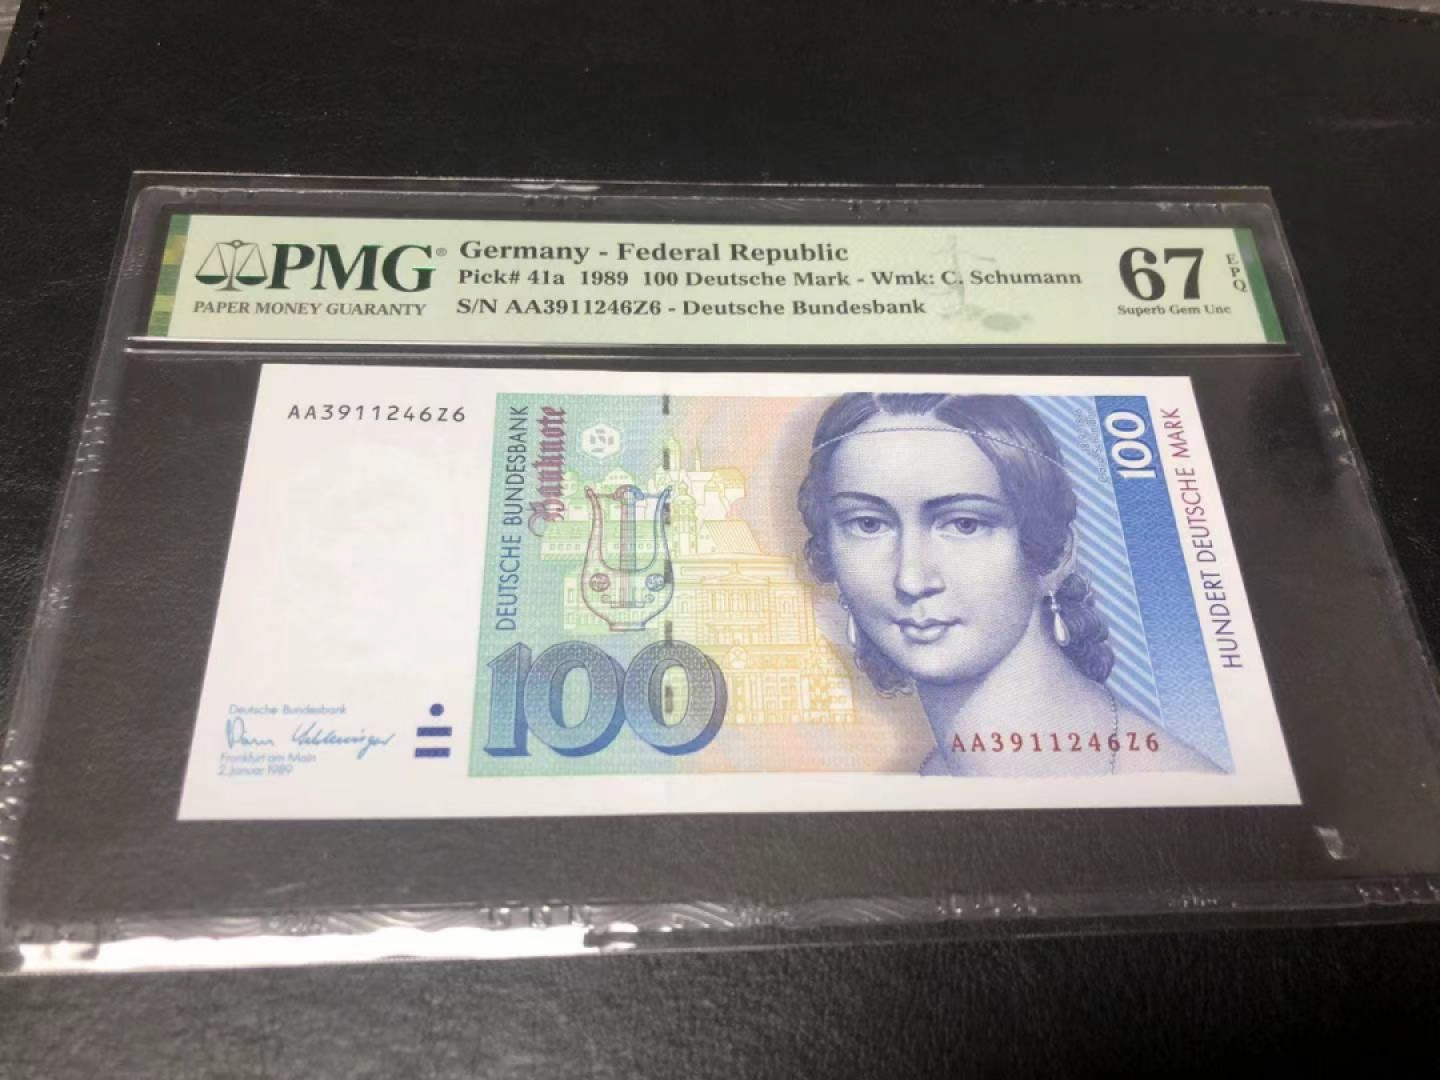 PMG®
PAPER MONEY GUARANTY
Germany - Federal Republic
Pick# 41a 1989 100 Deutsche Mark - Wmk: C. Schumann
S/N AA3911246Z6 - Deutsche Bundesbank
67
EPQ
Superb Gem Unc
AA3911246Z6
DEUTSCHE BUNDESBANK
Banknote
100
HUNDERT DEUTSCHE MARK
100
Deutsche Bundesbank
Frankfurt am Main
2. Januar 1989
AA3911246Z6